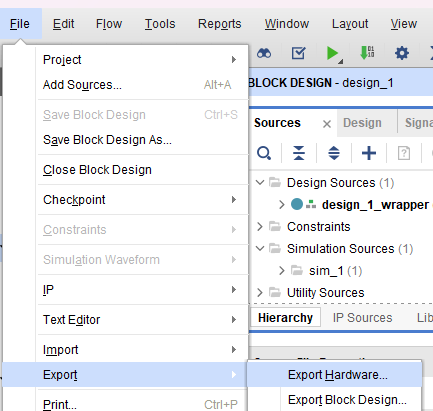 File Edit Flow Tools Reports Window Layout View
Project
Add Sources... Alt+A
Save Block Design Ctrl+S
Save Block Design As...
Close Block Design
Checkpoint
Constraints
Simulation Waveform
IP
Text Editor
Import
Export
Print... Ctrl+P
BLOCK DESIGN - design_1
Sources Design Signa
Design Sources (1)
design_1_wrapper
Constraints
Simulation Sources (1)
sim_1 (1)
Utility Sources
Hierarchy IP Sources Lib
Export Hardware...
Export Block Design...